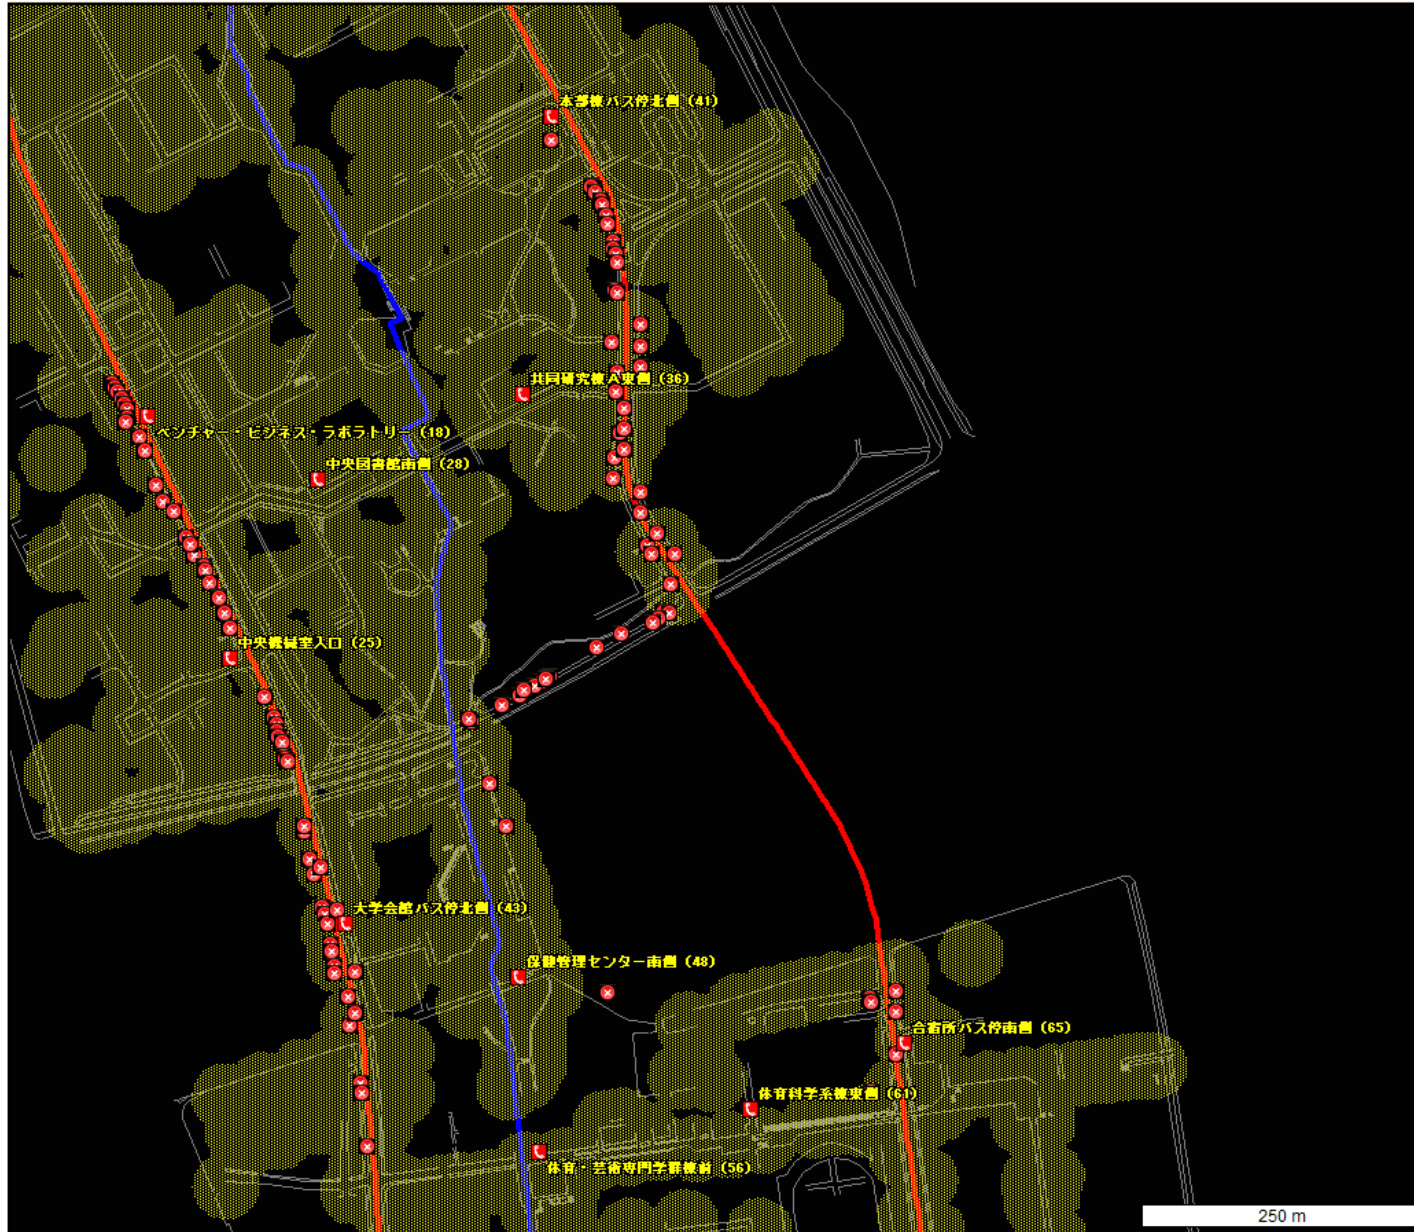 本部棟バス停北側（41）
共同研究棟A東側（36）
ベンチャー・ビジネス・ラボラトリー（18）
中央図書館南側（28）
中央機械室入口（25）
大学会館バス停北側（43）
保健管理センター南側（48）
合宿所バス停南側（65）
体育科学系棟東側（61）
体育・芸術専門学群棟前（56）
250 m